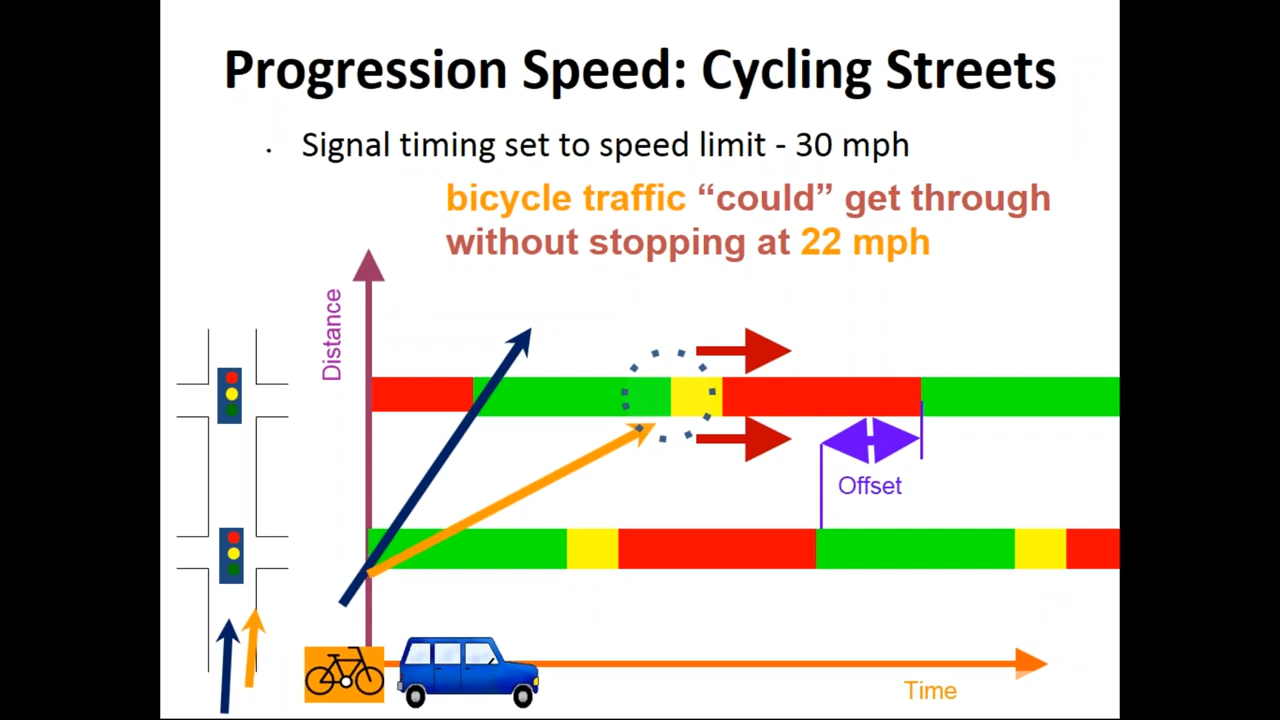 Progression Speed: Cycling Streets
· Signal timing set to speed limit - 30 mph
bicycle traffic “could” get through
without stopping at 22 mph
Distance
Offset
Time